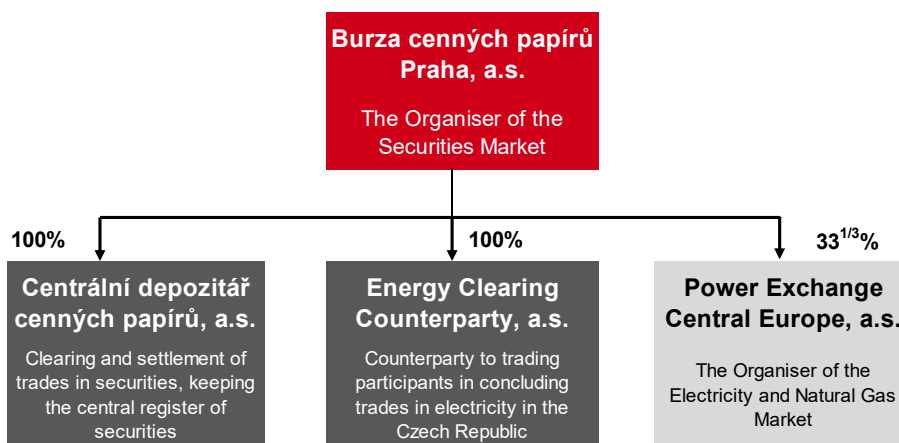 Burza cenných papírů
Praha, a.s.
The Organiser of the
Securities Market
100%
100%
33^1/3%
Centrální depozitář
cenných papírů, a.s.
Clearing and settlement of
trades in securities, keeping
the central register of
securities
Energy Clearing
Counterparty, a.s.
Counterparty to trading
participants in concluding
trades in electricity in the
Czech Republic
Power Exchange
Central Europe, a.s.
The Organiser of the
Electricity and Natural Gas
Market